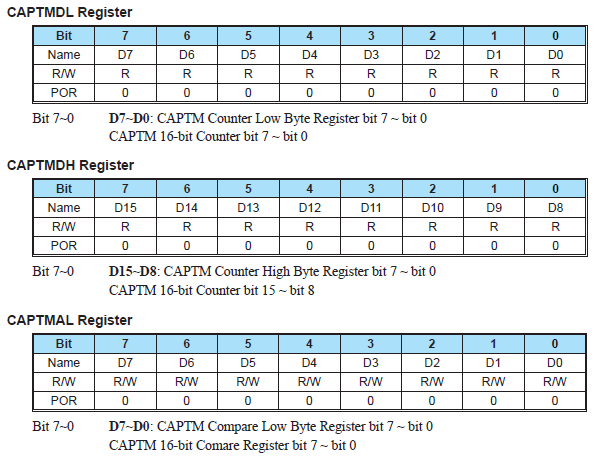 CAPTMDL Register
Bit 7 6 5 4 3 2 1 0
Name D7 D6 D5 D4 D3 D2 D1 D0
R/W R R R R R R R R
POR 0 0 0 0 0 0 0 0
Bit 7~0 D7~D0: CAPTM Counter Low Byte Register bit 7 ~ bit 0
CAPTM 16-bit Counter bit 7 ~ bit 0
CAPTMDH Register
Bit 7 6 5 4 3 2 1 0
Name D15 D14 D13 D12 D11 D10 D9 D8
R/W R R R R R R R R
POR 0 0 0 0 0 0 0 0
Bit 7~0 D15~D8: CAPTM Counter High Byte Register bit 7 ~ bit 0
CAPTM 16-bit Counter bit 15 ~ bit 8
CAPTMAL Register
Bit 7 6 5 4 3 2 1 0
Name D7 D6 D5 D4 D3 D2 D1 D0
R/W R/W R/W R/W R/W R/W R/W R/W R/W
POR 0 0 0 0 0 0 0 0
Bit 7~0 D7~D0: CAPTM Compare Low Byte Register bit 7 ~ bit 0
CAPTM 16-bit Comare Register bit 7 ~ bit 0